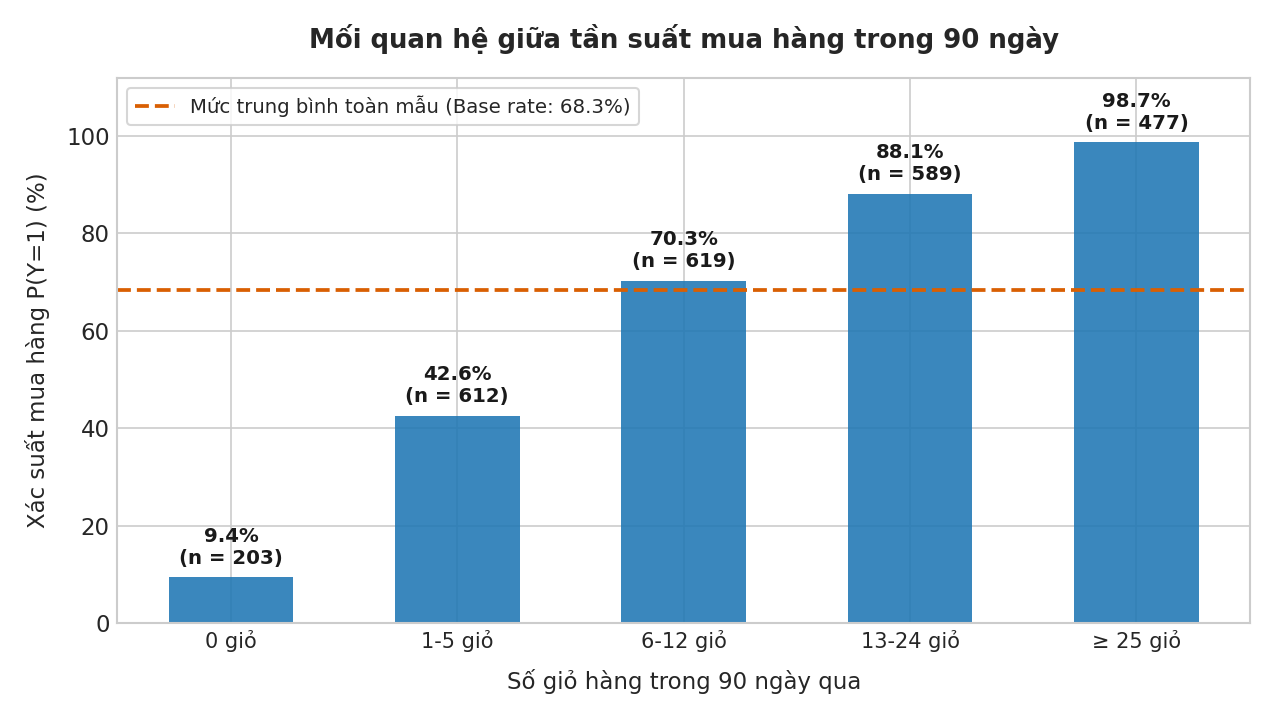 Mối quan hệ giữa tần suất mua hàng trong 90 ngày
Mức trung bình toàn mẫu (Base rate: 68.3%)
Xác suất mua hàng P(Y=1) (%)
100
80
60
40
20
0
9.4%
(n = 203)
42.6%
(n = 612)
70.3%
(n = 619)
88.1%
(n = 589)
98.7%
(n = 477)
0 giỏ
1-5 giỏ
6-12 giỏ
13-24 giỏ
≥ 25 giỏ
Số giỏ hàng trong 90 ngày qua